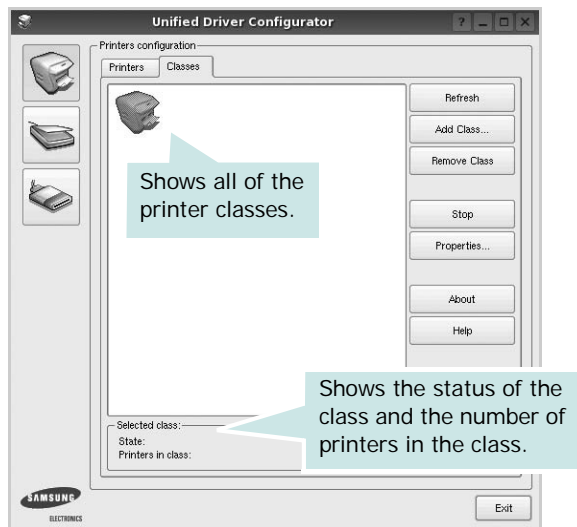 Unified Driver Configurator
Printers configuration
Printers
Classes
Refresh
Add Class...
Remove Class
Shows all of the
printer classes.
Stop
Properties...
About
Help
Shows the status of the
class and the number of
printers in the class.
Selected class:
State:
Printers in class:
SAMSUNG
ELECTRONICS
Exit